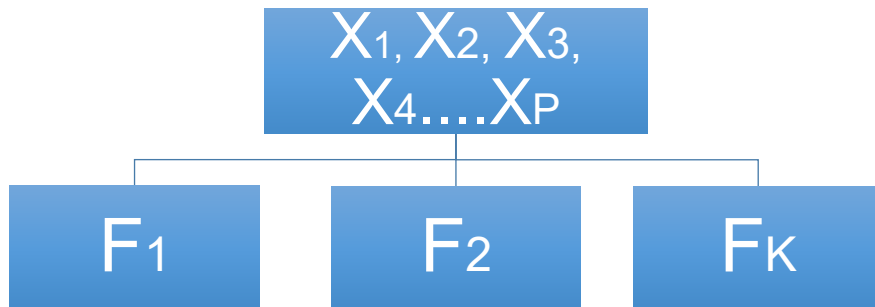 X1, X2, X3,
X4....XP
F1
F2
FK